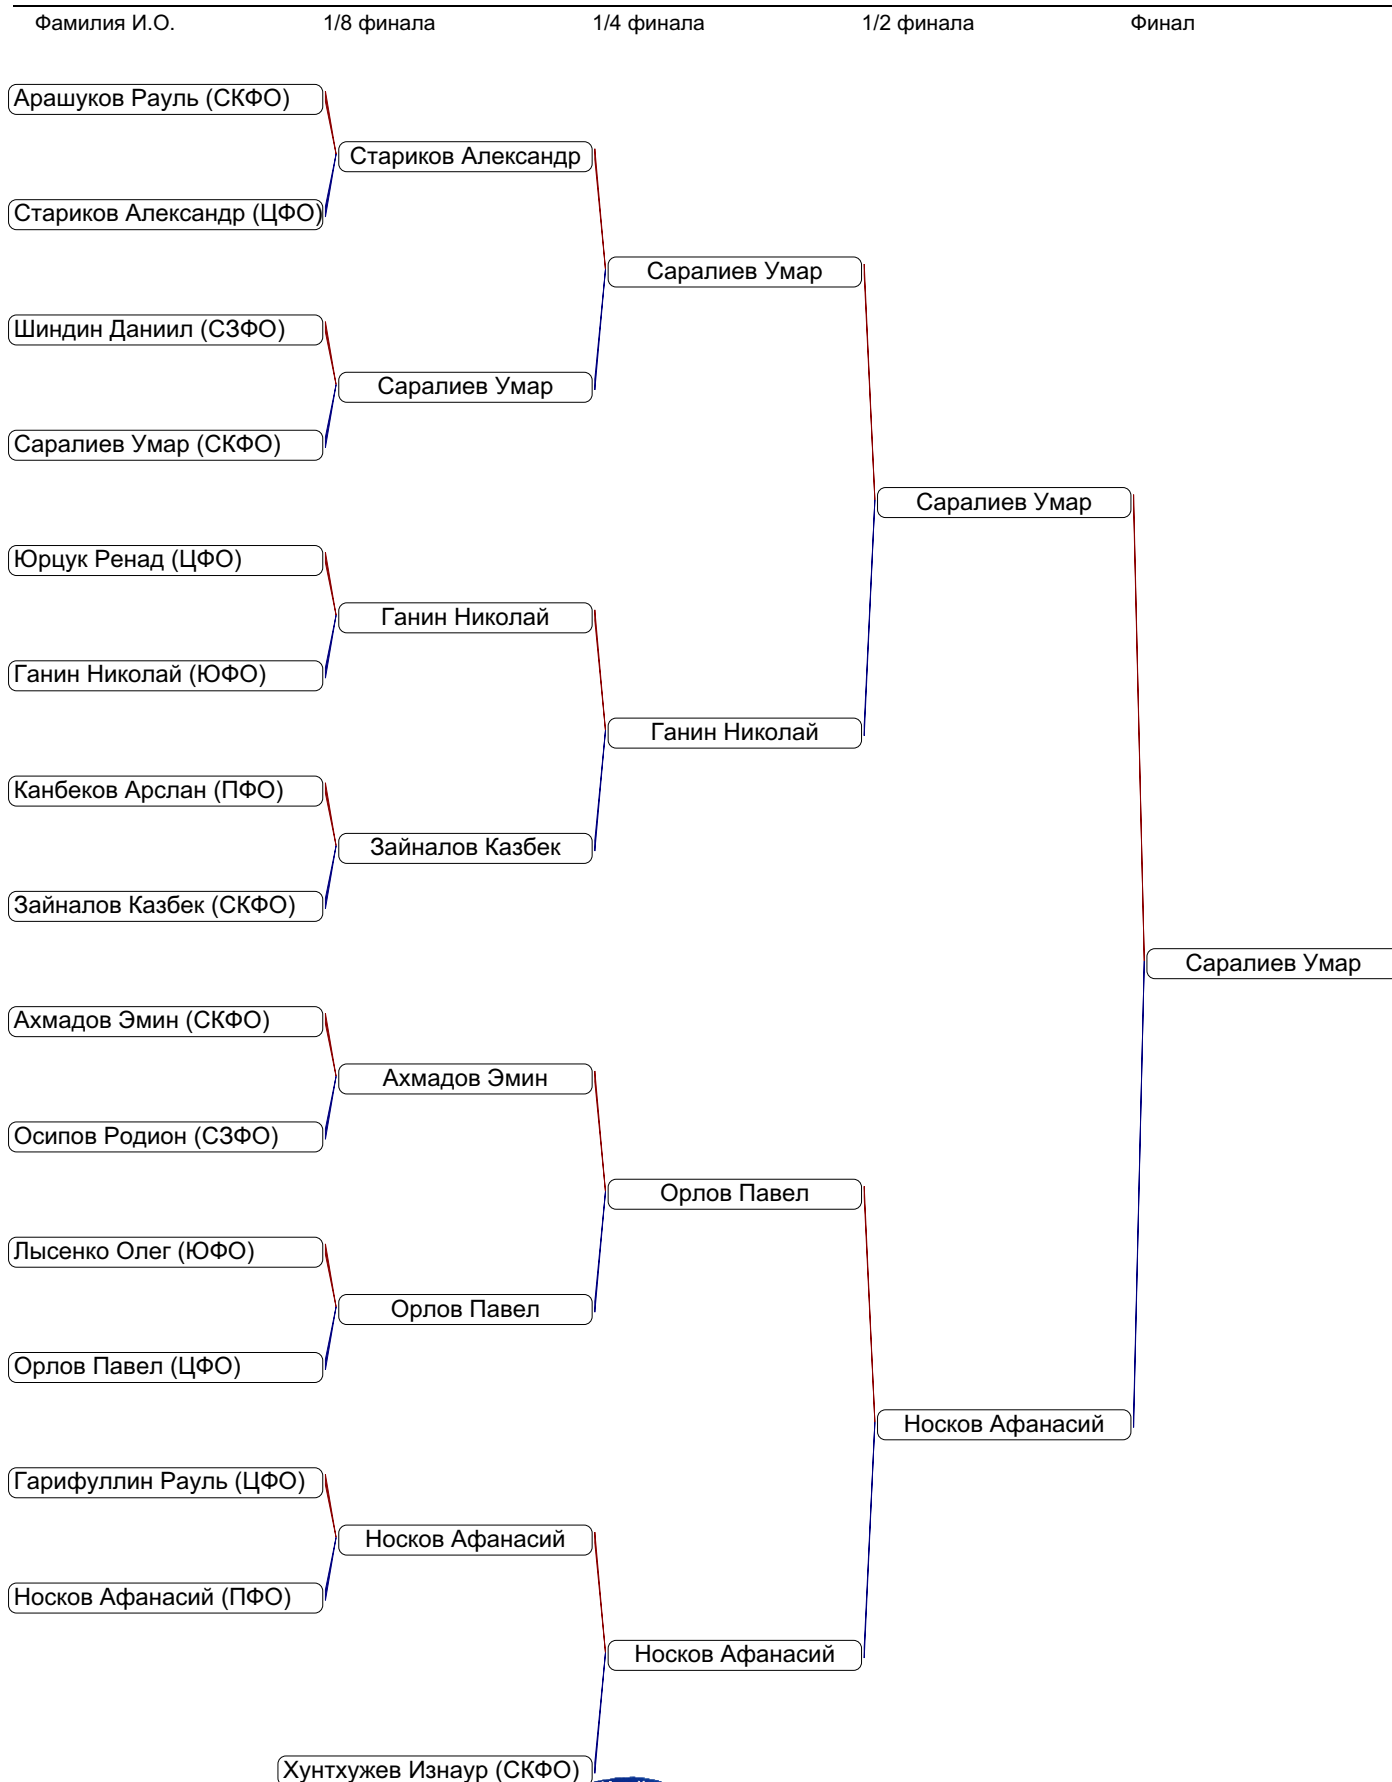 Фамилия И.О. 1/8 финала 1/4 финала 1/2 финала Финал
Арашуков Рауль (СКФО)
Стариков Александр
Стариков Александр (ЦФО)
Саралиев Умар
Шиндин Даниил (СЗФО)
Саралиев Умар
Саралиев Умар (СКФО)
Саралиев Умар
Юрцук Ренад (ЦФО)
Ганин Николай
Ганин Николай (ЮФО)
Ганин Николай
Канбеков Арслан (ПФО)
Зайналов Казбек
Зайналов Казбек (СКФО)
Саралиев Умар
Ахмадов Эмин (СКФО)
Ахмадов Эмин
Осипов Родион (СЗФО)
Орлов Павел
Лысенко Олег (ЮФО)
Орлов Павел
Орлов Павел (ЦФО)
Носков Афанасий
Гарифуллин Рауль (ЦФО)
Носков Афанасий
Носков Афанасий (ПФО)
Носков Афанасий
Хунтхужев Изнаур (СКФО)